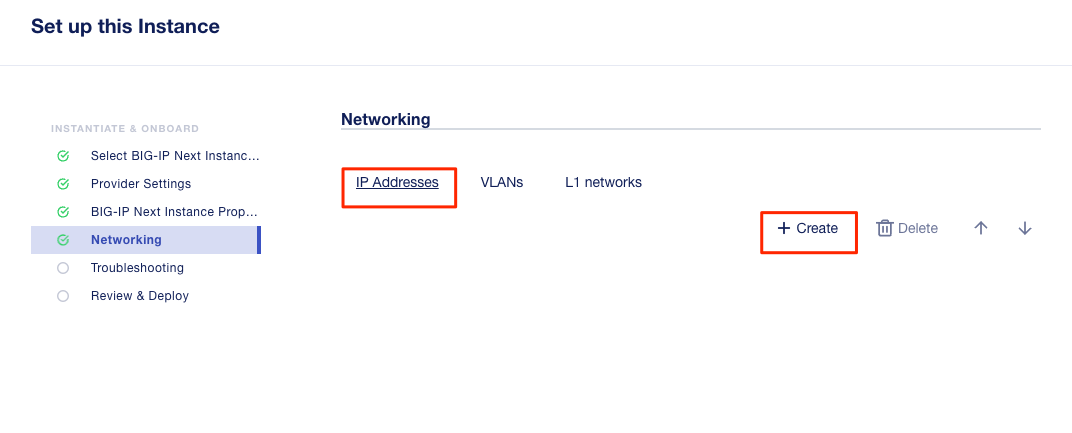 Set up this Instance
INSTANTIATE & ONBOARD
Select BIG-IP Next Instanc...
Provider Settings
BIG-IP Next Instance Prop...
Networking
Troubleshooting
Review & Deploy
Networking
IP Addresses VLANs L1 networks
Create Delete